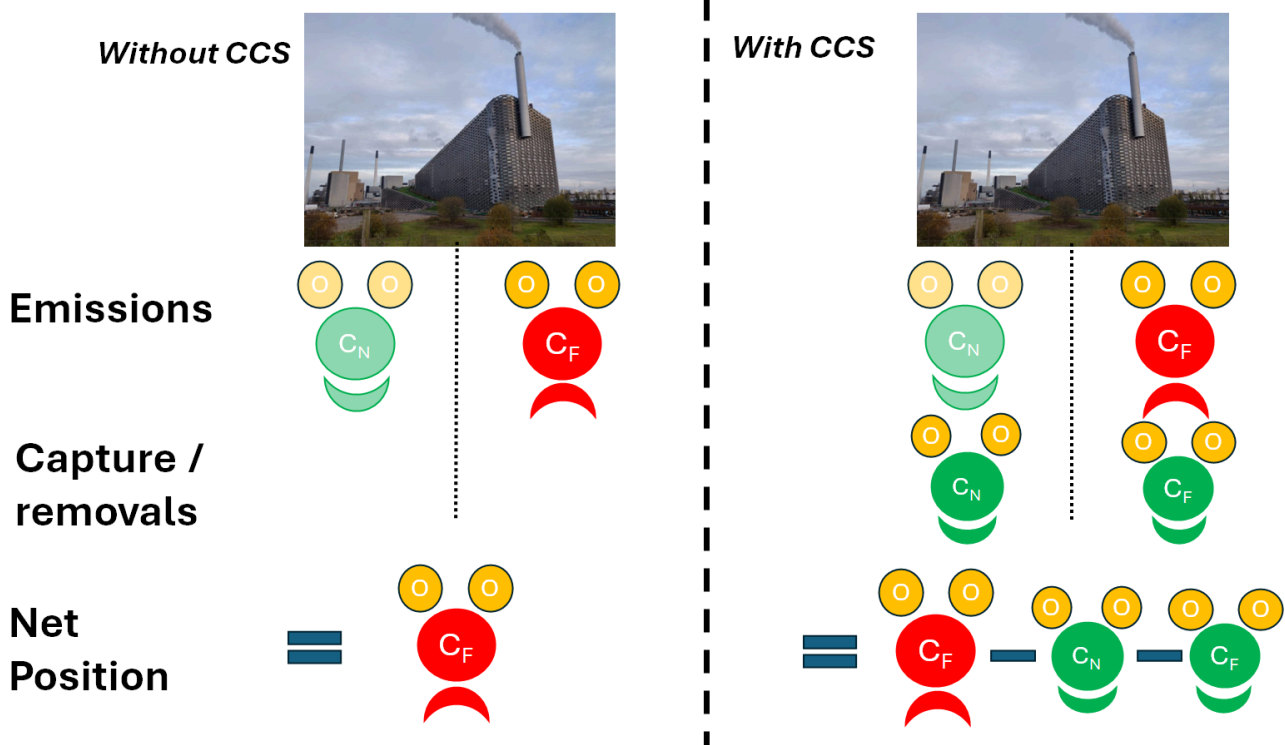 Without CCS
With CCS
Emissions
O O O O
C_N C_F
O O O O
C_N C_F
Capture /
removals
O O O O
C_N C_F
Net
Position
O O
C_F
O O O O O O
C_F C_N C_F